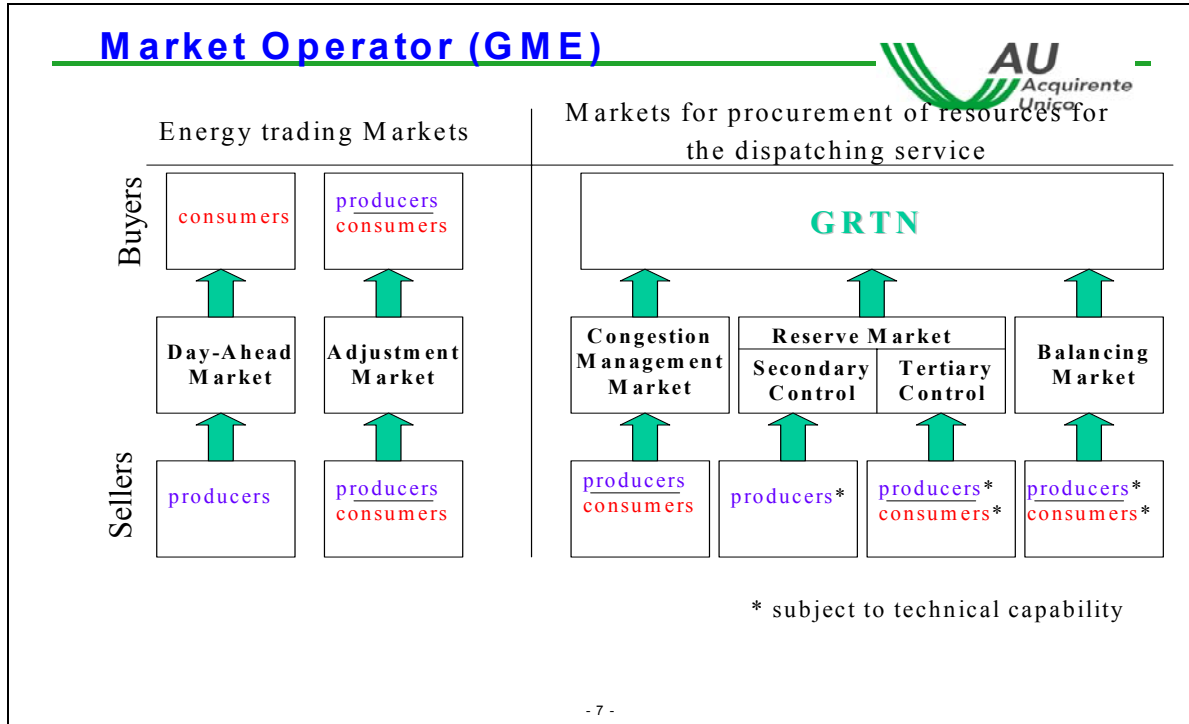 Market Operator (GME)
AU
Acquirente
Unico
Energy trading Markets
Markets for procurement of resources for
the dispatching service
Buyers
consumers
producers
consumers
GRTN
Day-Ahead
Market
Adjustment
Market
Congestion
Management
Market
Reserve Market
Secondary
Control
Tertiary
Control
Balancing
Market
Sellers
producers
producers
consumers
producers
consumers
producers*
producers*
consumers*
producers*
consumers*
* subject to technical capability
- 7 -